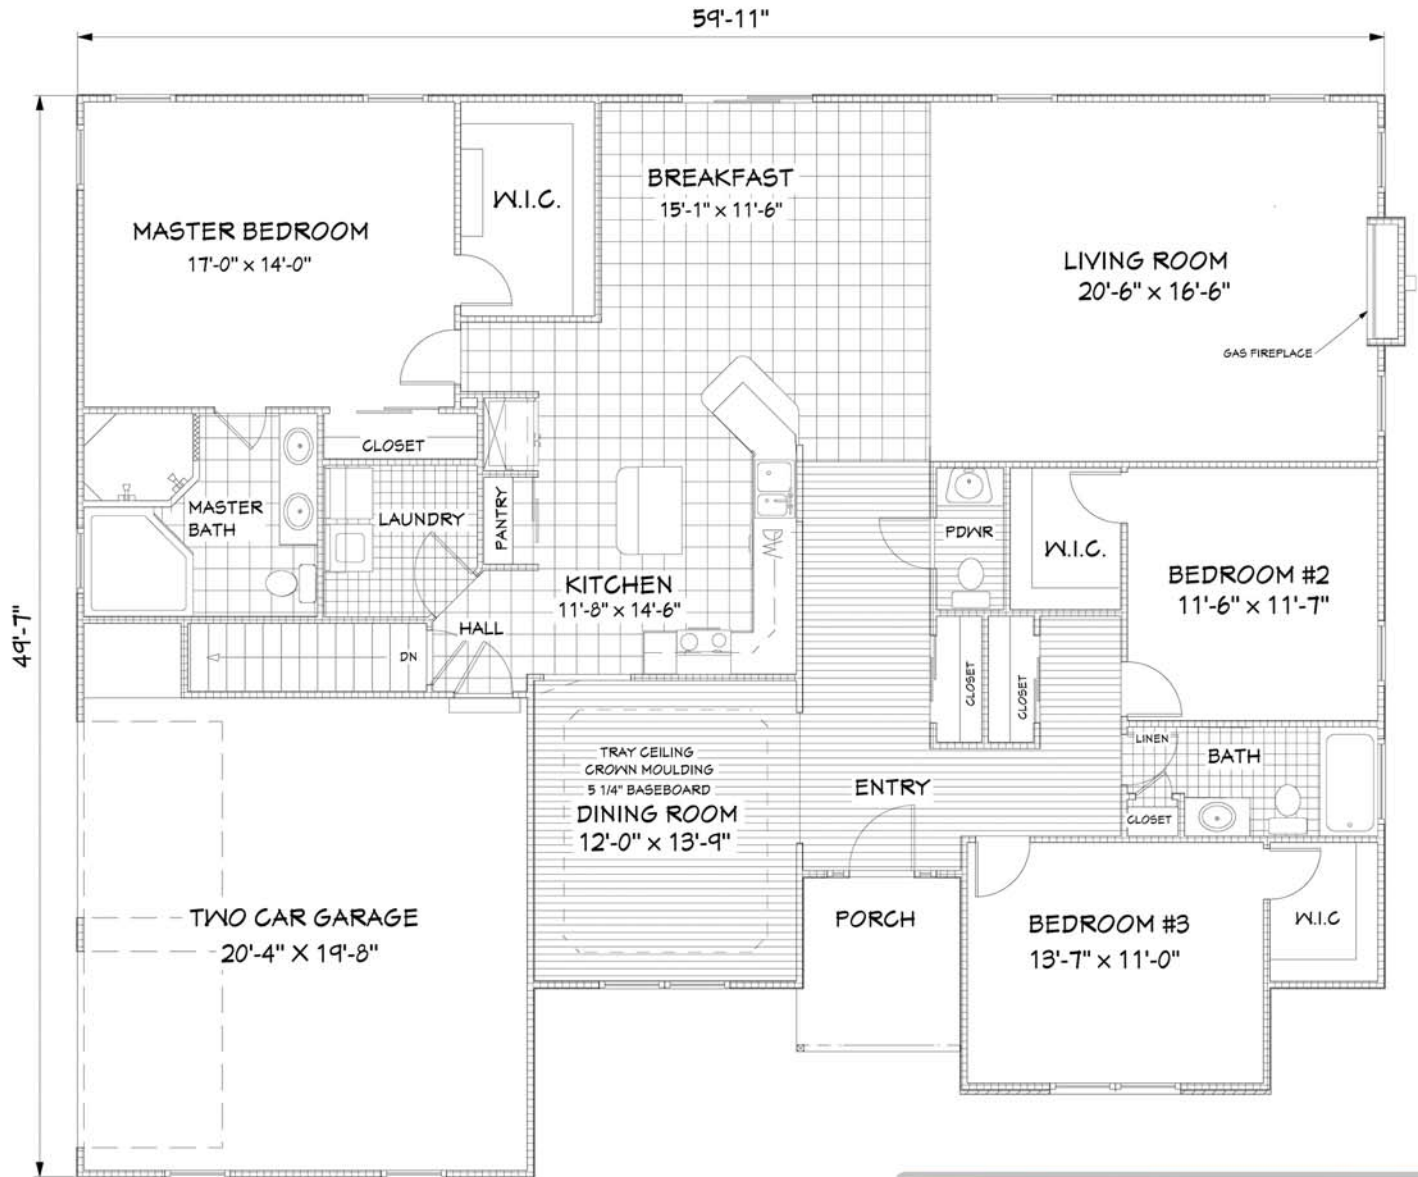 59'-11"
49'-7"
MASTER BEDROOM
17'-0" x 14'-0"
W.I.C.
BREAKFAST
15'-1" x 11'-6"
LIVING ROOM
20'-6" x 16'-6"
GAS FIREPLACE
CLOSET
MASTER
BATH
LAUNDRY
PANTRY
KITCHEN
11'-8" x 14'-6"
DW
HALL
DN
PDWR
W.I.C.
BEDROOM #2
11'-6" x 11'-7"
CLOSET
CLOSET
LINEN
BATH
CLOSET
TRAY CEILING
CROWN MOULDING
5 1/4" BASEBOARD
DINING ROOM
12'-0" x 13'-9"
ENTRY
TWO CAR GARAGE
20'-4" X 19'-8"
PORCH
BEDROOM #3
13'-7" x 11'-0"
W.I.C